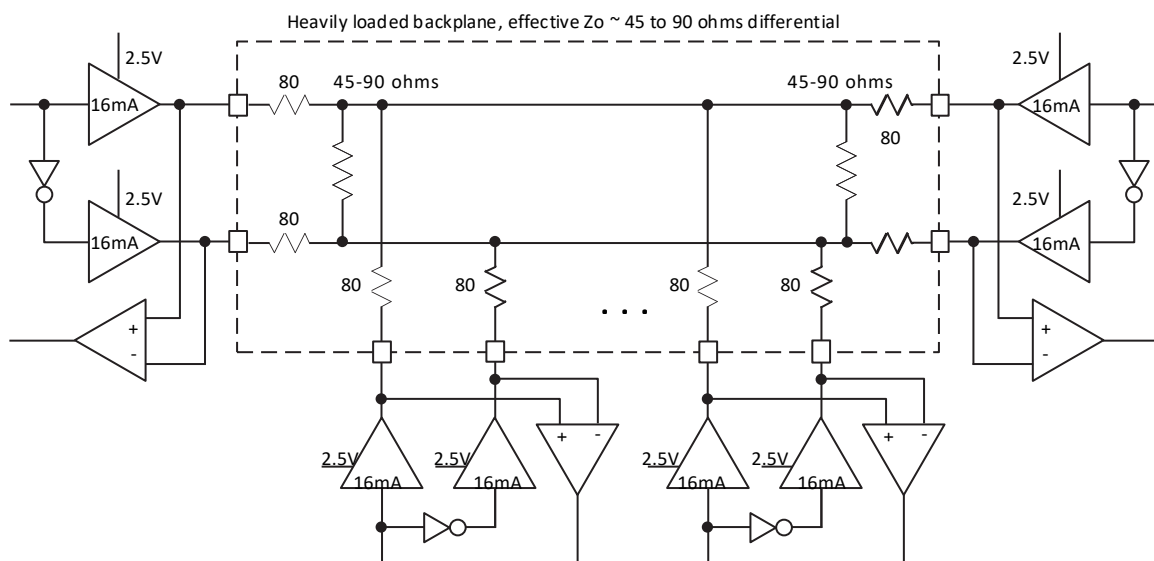 Heavily loaded backplane, effective Zo ~ 45 to 90 ohms differential
2.5V
2.5V
80
45-90 ohms
45-90 ohms
16mA
16mA
80
2.5V
2.5V
80
16mA
16mA
80
80
80
80
+
-
. . .
+
-
+
-
+
-
2.5V
2.5V
2.5V
2.5V
16mA
16mA
16mA
16mA